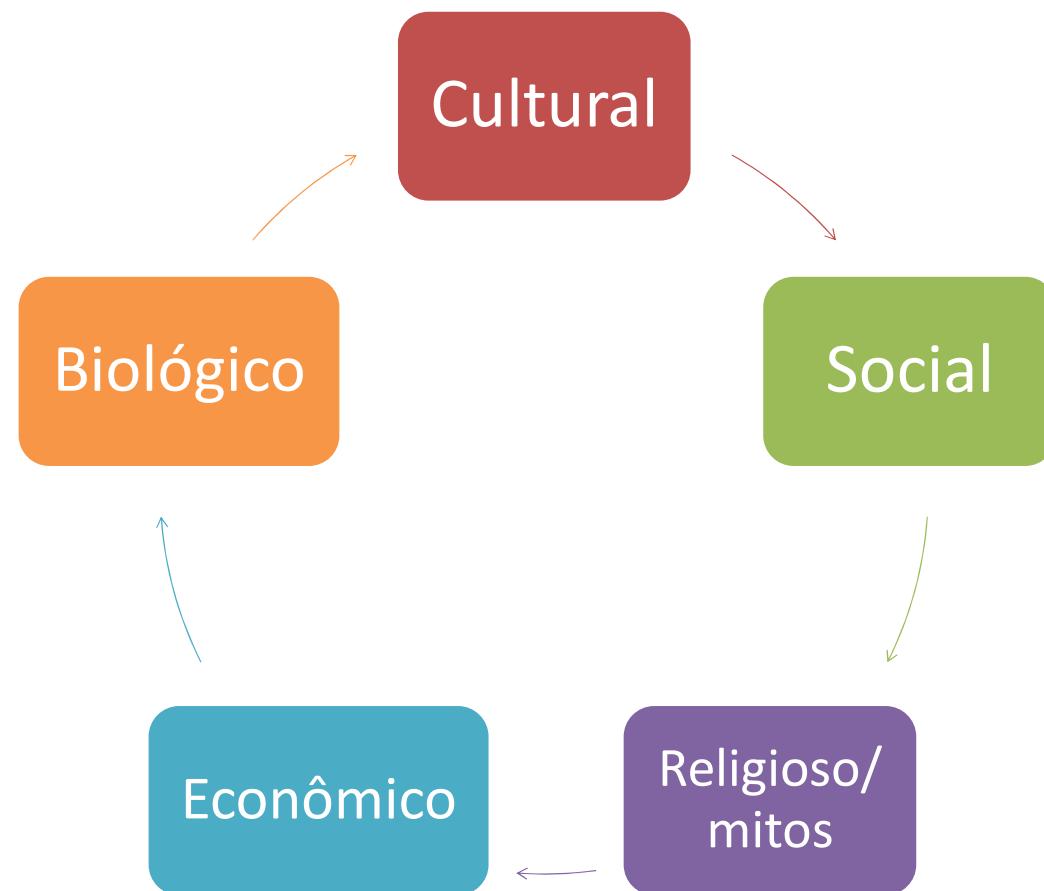 Cultural
Social
Religioso/
mitos
Econômico
Biológico